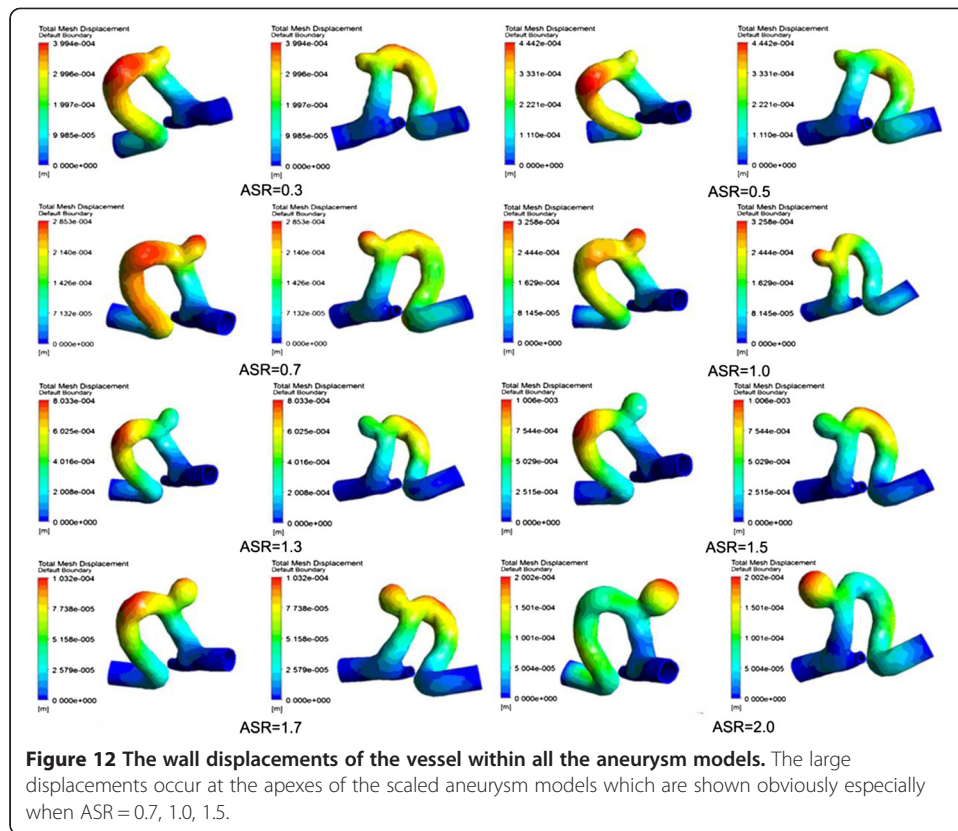 Total Mesh Displacement Total Mesh Displacement Total Mesh Displacement Total Mesh Displacement
Default Boundary Default Boundary Default Boundary Default Boundary
3.994e-004 3.994e-004 4.442e-004 4.442e-004
2.996e-004 2.996e-004 3.331e-004 3.331e-004
1.997e-004 1.997e-004 2.221e-004 2.221e-004
9.985e-005 9.985e-005 1.110e-004 1.110e-004
0.000e+000 0.000e+000 0.000e+000 0.000e+000
[m] [m] [m] [m]
ASR=0.3 ASR=0.5
Total Mesh Displacement Total Mesh Displacement Total Mesh Displacement Total Mesh Displacement
Default Boundary Default Boundary Default Boundary Default Boundary
2 853e-004 2 853e-004 3 258e-004 3 258e-004
2 140e-004 2 140e-004 2 444e-004 2.444e-004
1 426e-004 1 426e-004 1 629e-004 1 629e-004
7 132e-005 7 132e-005 8 145e-005 8 145e-005
0 000e+000 0 000e+000 0 000e+000 0 000e+000
[m] [m] [m] [m]
ASR=0.7 ASR=1.0
Total Mesh Displacement Total Mesh Displacement Total Mesh Displacement Total Mesh Displacement
Default Boundary Default Boundary Default Boundary Default Boundary
8 033e-004 8 033e-004 1 006e-003 1 006e-003
6 025e-004 6 025e-004 7 544e-004 7 544e-004
4 016e-004 4 016e-004 5 029e-004 5 029e-004
2 008e-004 2 008e-004 2 515e-004 2 515e-004
0 000e+000 0 000e+000 0 000e+000 0 000e+000
[m] [m] [m] [m]
ASR=1.3 ASR=1.5
Total Mesh Displacement Total Mesh Displacement Total Mesh Displacement Total Mesh Displacement
Default Boundary Default Boundary Default Boundary Default Boundary
1 032e-004 1 032e-004 2 002e-004 2 002e-004
7 738e-005 7 738e-005 1 501e-004 1 501e-004
5 158e-005 5 158e-005 1 001e-004 1 001e-004
2 579e-005 2 579e-005 5 004e-005 5 004e-005
0 000e+000 0 000e+000 0 000e+000 0 000e+000
[m] [m] [m] [m]
ASR=1.7 ASR=2.0
Figure 12 The wall displacements of the vessel within all the aneurysm models. The large
displacements occur at the apexes of the scaled aneurysm models which are shown obviously especially
when ASR = 0.7, 1.0, 1.5.